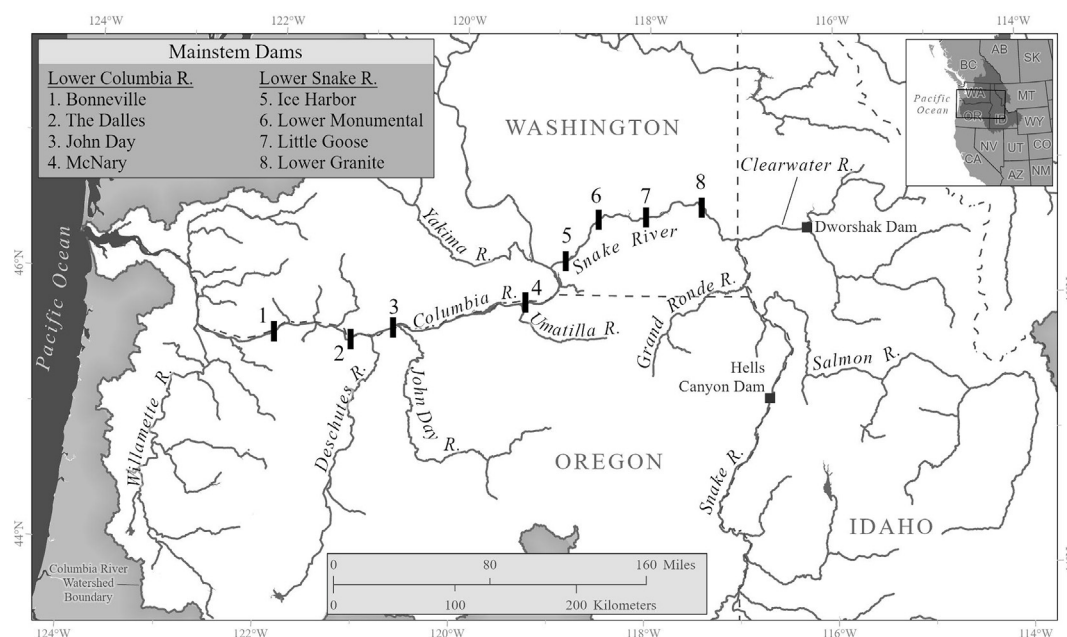 124°W 122°W 120°W 118°W 116°W 114°W
Mainstem Dams
Lower Columbia R.
1. Bonneville
2. The Dalles
3. John Day
4. McNary
Lower Snake R.
5. Ice Harbor
6. Lower Monumental
7. Little Goose
8. Lower Granite
AB
BC
SK
WA
MT
OR
ID
WY
NV
UT
CO
CA
AZ
NM
Pacific
Ocean
WASHINGTON
Clearwater R.
Dworshak Dam
8
7
6
5
Snake River
Yakima R.
46°N
Pacific Ocean
Columbia R.
4
3
2
1
Umatilla R.
Grand Ronde R.
Hells
Canyon Dam
Salmon R.
Willamette R.
Deschutes R.
John Day R.
OREGON
Snake R.
IDAHO
44°N
Columbia River
Watershed
Boundary
0 80 160 Miles
0 100 200 Kilometers
124°W 122°W 120°W 118°W 116°W 114°W